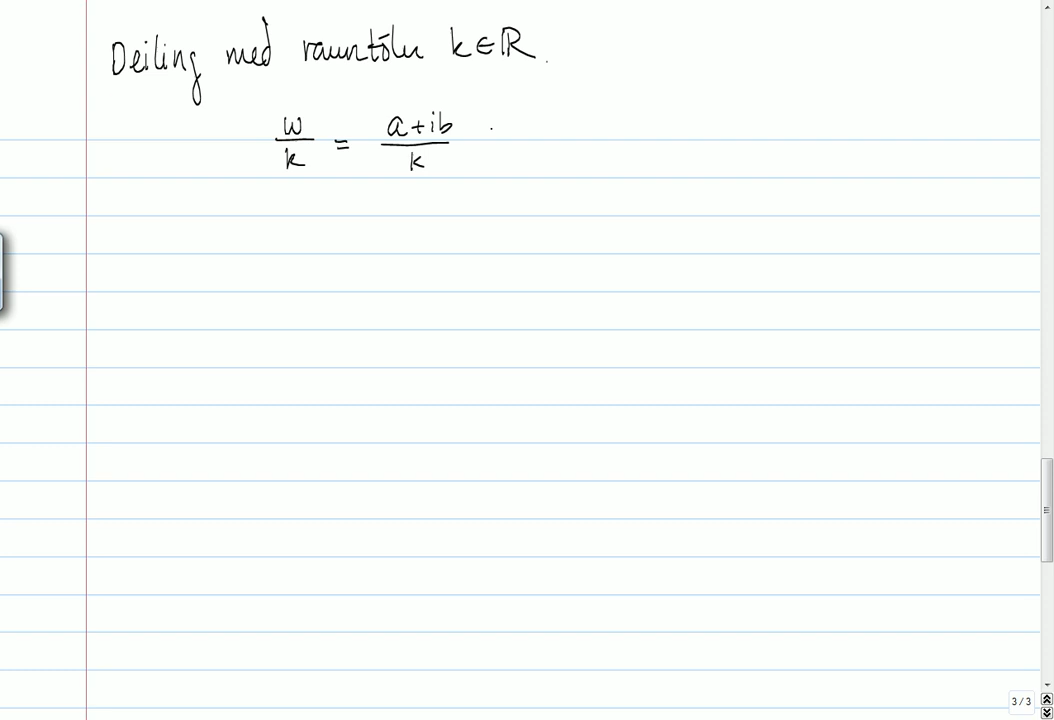 Deiling með rauntölu k∈ℝ.
w/k = (a+ib)/k
3/3